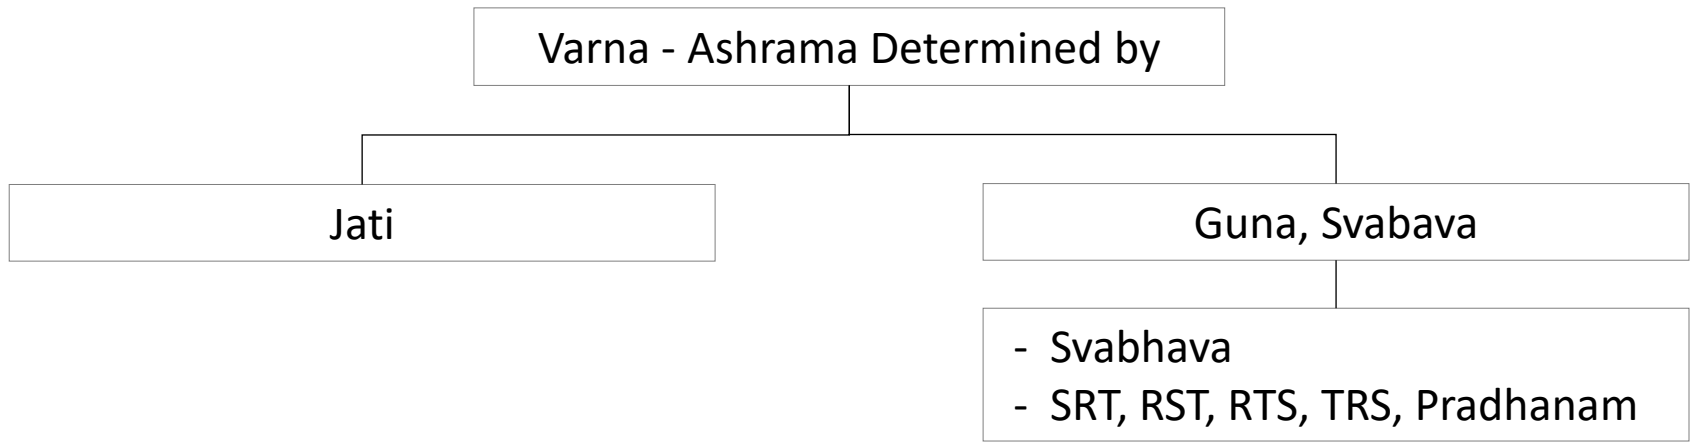 Varna - Ashrama Determined by
Jati
Guna, Svabava
- Svabhava
- SRT, RST, RTS, TRS, Pradhanam